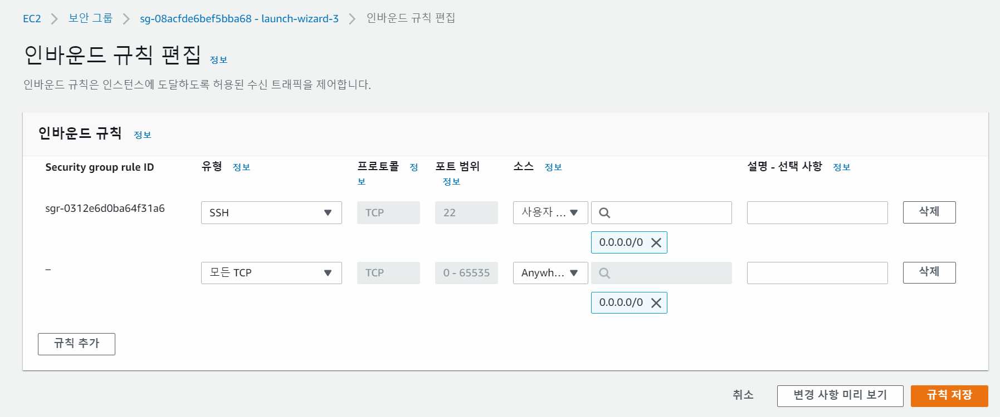 EC2 > 보안 그룹 > sg-08acfde6bef5bba68 - launch-wizard-3 > 인바운드 규칙 편집
인바운드 규칙 편집 정보
인바운드 규칙은 인스턴스에 도달하도록 허용된 수신 트래픽을 제어합니다.
인바운드 규칙 정보
Security group rule ID 유형 정보 프로토콜 정보 포트 범위 정보 소스 정보 설명 - 선택 사항 정보
sgr-0312e6d0ba64f31a6 SSH TCP 22 사용자 ... 삭제
0.0.0.0/0
– 모든 TCP TCP 0 - 65535 Anywh... 삭제
0.0.0.0/0
규칙 추가
취소 변경 사항 미리 보기 규칙 저장